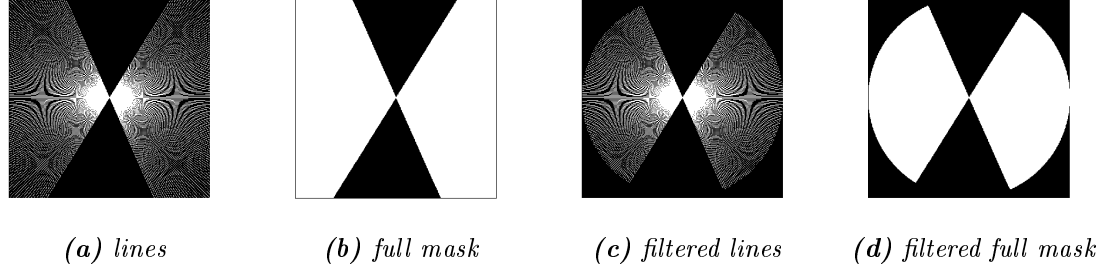 (a) lines
(b) full mask
(c) filtered lines
(d) filtered full mask